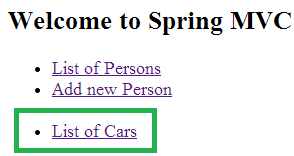 Welcome to Spring MVC
List of Persons
Add new Person
List of Cars